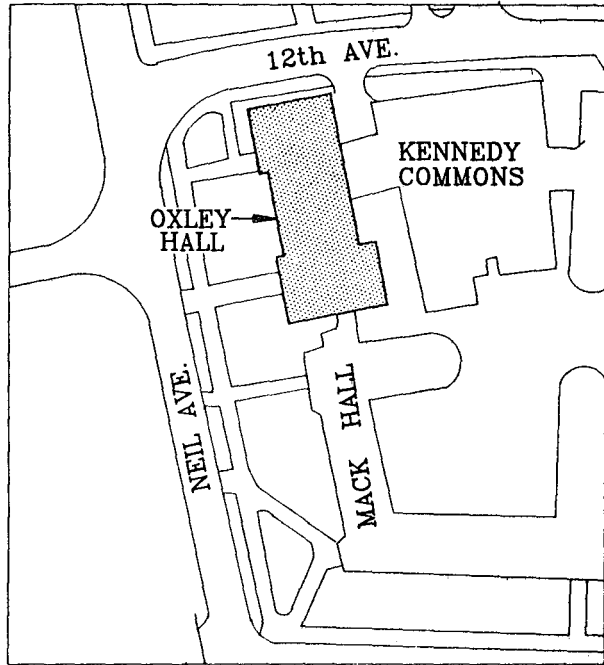 12th AVE.
KENNEDY
COMMONS
OXLEY
HALL
NEIL AVE.
MACK HALL